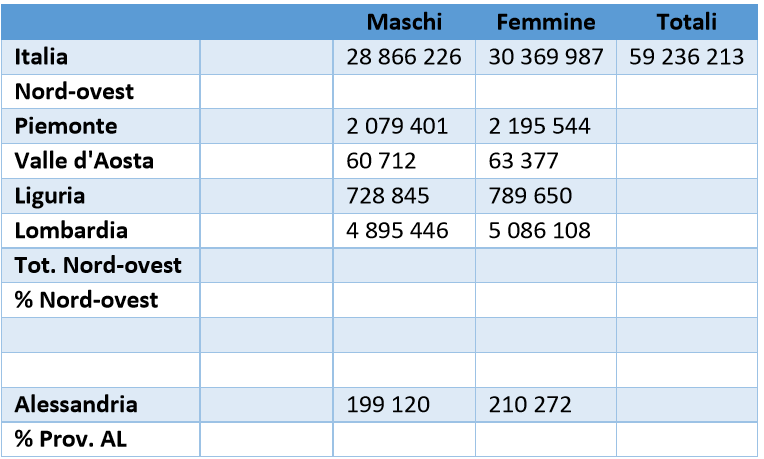 Maschi Femmine Totali
Italia 28 866 226 30 369 987 59 236 213
Nord-ovest
Piemonte 2 079 401 2 195 544
Valle d'Aosta 60 712 63 377
Liguria 728 845 789 650
Lombardia 4 895 446 5 086 108
Tot. Nord-ovest
% Nord-ovest
Alessandria 199 120 210 272
% Prov. AL